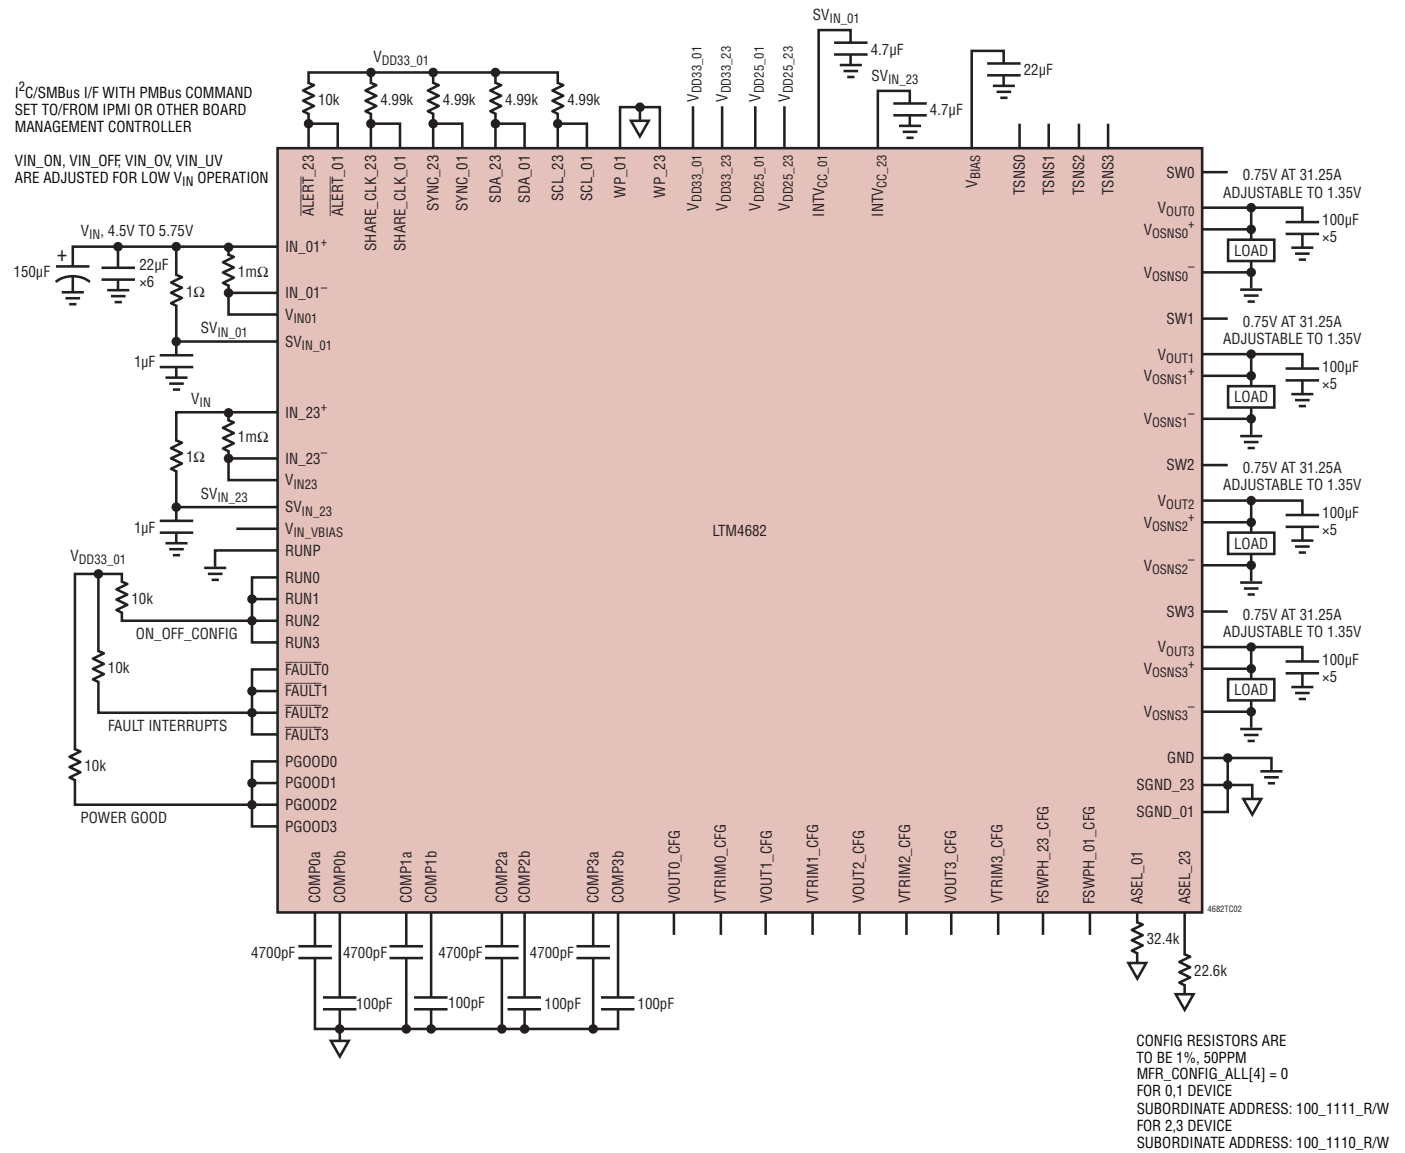 SVIN_01
4.7µF
SVIN_23
4.7µF
22µF
VDD33_01
10k
4.99k
4.99k
4.99k
4.99k
VDD33_01
VDD33_23
VDD25_01
VDD25_23
I2C/SMBus I/F WITH PMBus COMMAND
SET TO/FROM IPMI OR OTHER BOARD
MANAGEMENT CONTROLLER
VIN_ON, VIN_OFF, VIN_OV, VIN_UV
ARE ADJUSTED FOR LOW VIN OPERATION
ALERT_23
ALERT_01
SHARE_CLK_23
SHARE_CLK_01
SYNC_23
SYNC_01
SDA_23
SDA_01
SCL_23
SCL_01
WP_01
WP_23
VDD33_01
VDD33_23
VDD25_01
VDD25_23
INTVCC_01
INTVCC_23
VBIAS
TSNS0
TSNS1
TSNS2
TSNS3
VIN, 4.5V TO 5.75V
+
150µF
22µF
×6
1Ω
1mΩ
SVIN_01
1µF
IN_01+
IN_01−
VIN01
SVIN_01
VIN
1Ω
1mΩ
SVIN_23
1µF
IN_23+
IN_23−
VIN23
SVIN_23
VIN_VBIAS
RUNP
VDD33_01
10k
ON_OFF_CONFIG
RUN0
RUN1
RUN2
RUN3
10k
FAULT INTERRUPTS
FAULT0
FAULT1
FAULT2
FAULT3
10k
POWER GOOD
PGOOD0
PGOOD1
PGOOD2
PGOOD3
LTM4682
SW0
0.75V AT 31.25A
ADJUSTABLE TO 1.35V
VOUT0
VOSNS0+
VOSNS0−
LOAD
100µF
×5
SW1
0.75V AT 31.25A
ADJUSTABLE TO 1.35V
VOUT1
VOSNS1+
VOSNS1−
LOAD
100µF
×5
SW2
0.75V AT 31.25A
ADJUSTABLE TO 1.35V
VOUT2
VOSNS2+
VOSNS2−
LOAD
100µF
×5
SW3
0.75V AT 31.25A
ADJUSTABLE TO 1.35V
VOUT3
VOSNS3+
VOSNS3−
LOAD
100µF
×5
GND
SGND_23
SGND_01
COMP0a
COMP0b
COMP1a
COMP1b
COMP2a
COMP2b
COMP3a
COMP3b
VOUT0_CFG
VTRIM0_CFG
VOUT1_CFG
VTRIM1_CFG
VOUT2_CFG
VTRIM2_CFG
VOUT3_CFG
VTRIM3_CFG
FSWPH_23_CFG
FSWPH_01_CFG
ASEL_01
ASEL_23
4682TC02
4700pF
4700pF
4700pF
4700pF
100pF
100pF
100pF
100pF
32.4k
22.6k
CONFIG RESISTORS ARE
TO BE 1%, 50PPM
MFR_CONFIG_ALL[4] = 0
FOR 0,1 DEVICE
SUBORDINATE ADDRESS: 100_1111_R/W
FOR 2,3 DEVICE
SUBORDINATE ADDRESS: 100_1110_R/W